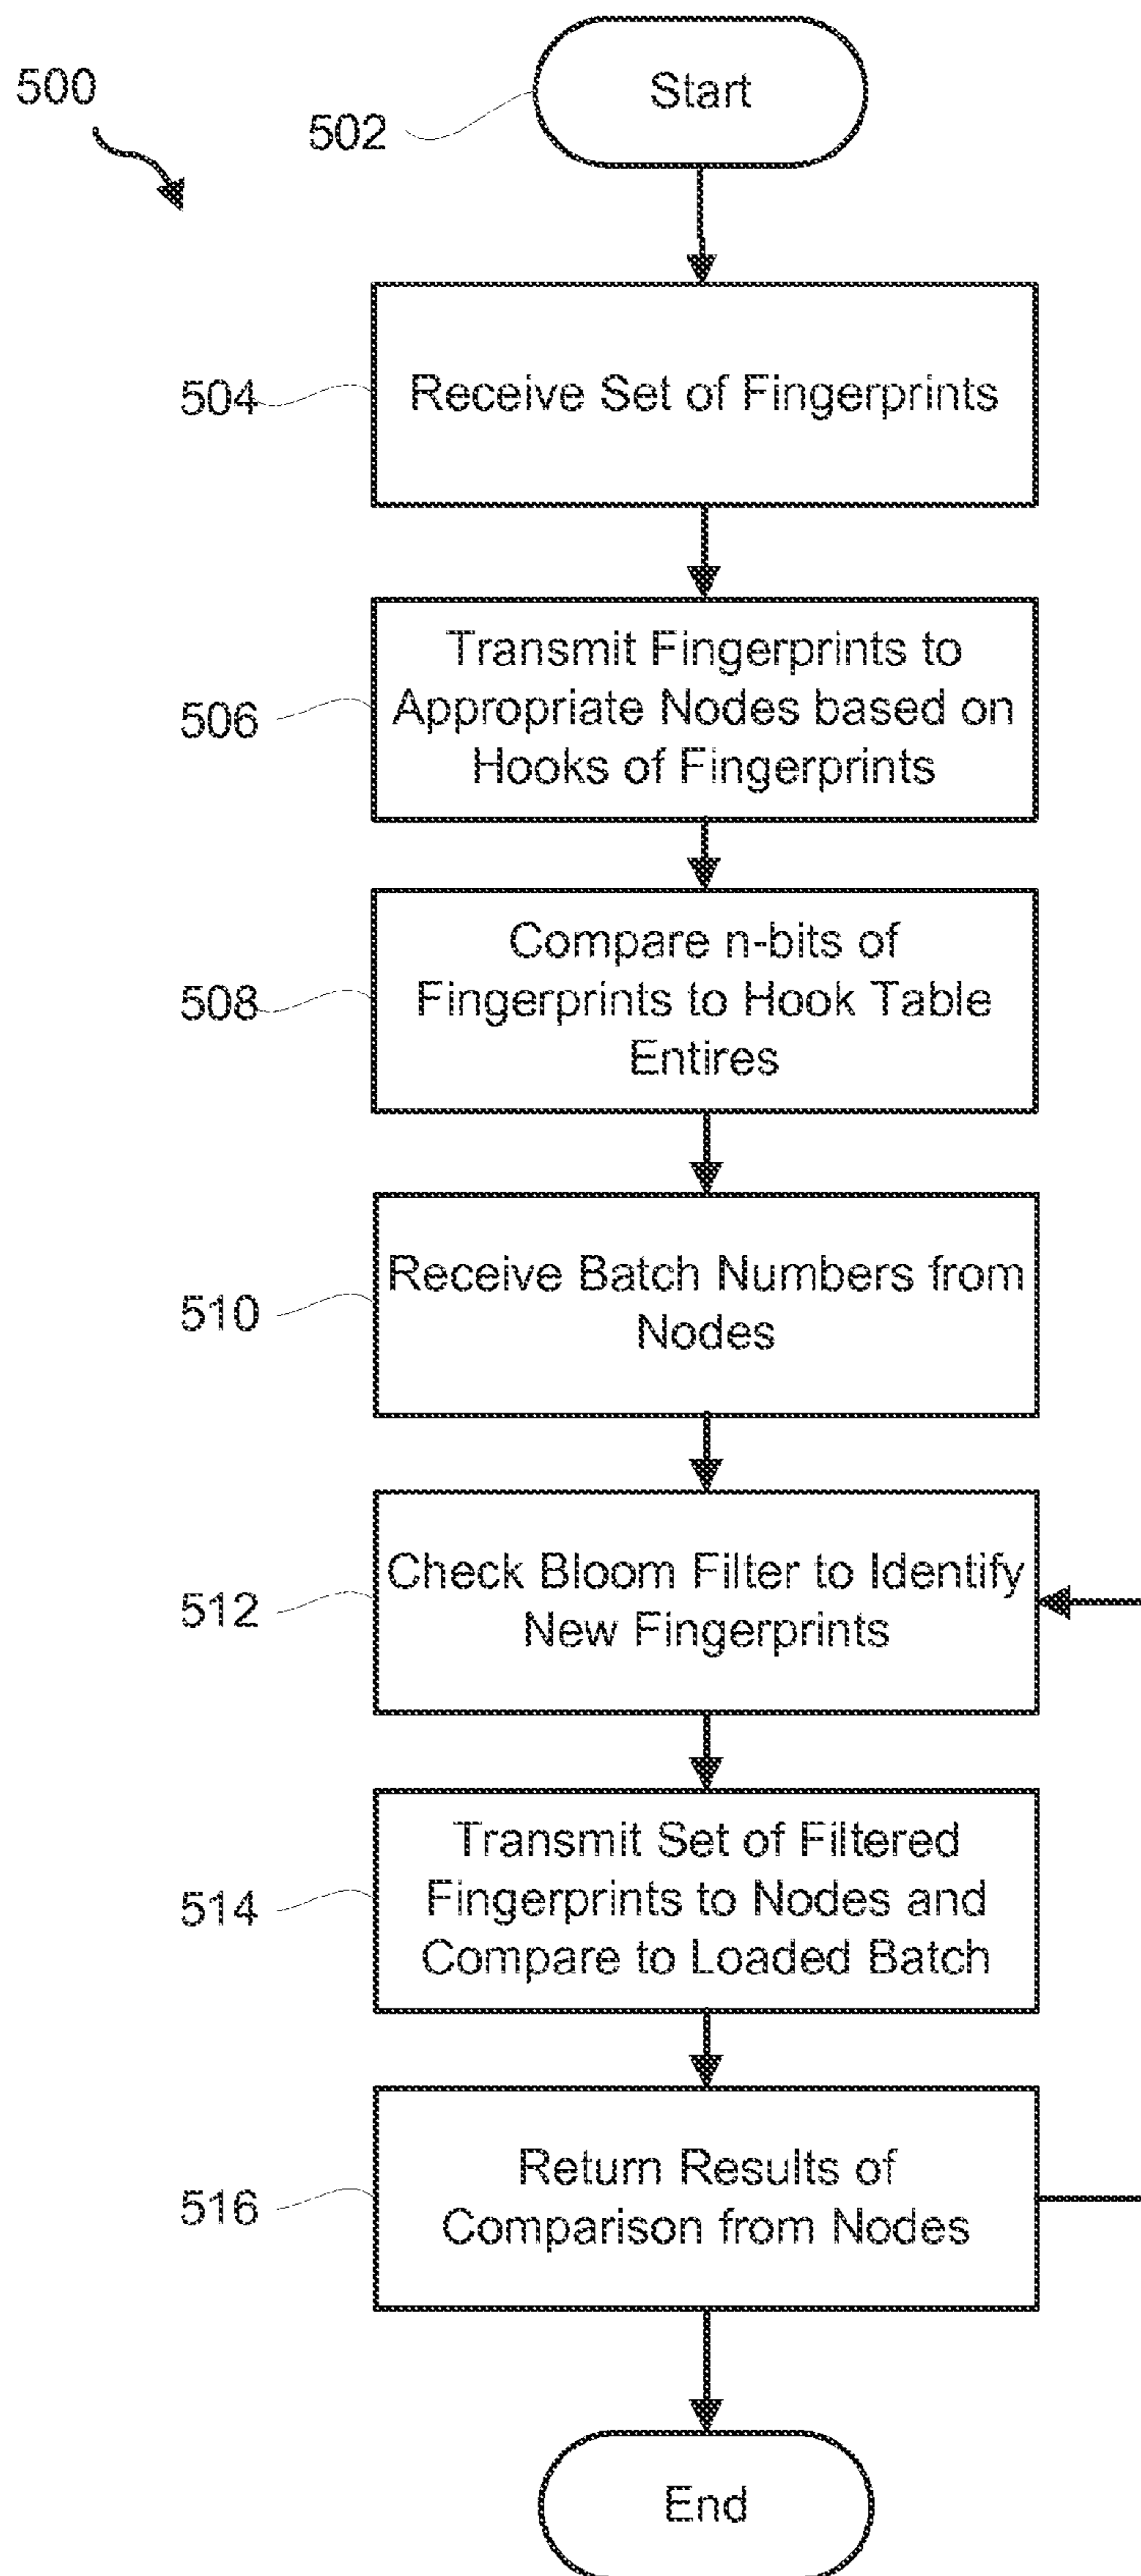 500
502
Start
504
Receive Set of Fingerprints
506
Transmit Fingerprints to
Appropriate Nodes based on
Hooks of Fingerprints
508
Compare n-bits of
Fingerprints to Hook Table
Entires
510
Receive Batch Numbers from
Nodes
512
Check Bloom Filter to Identify
New Fingerprints
514
Transmit Set of Filtered
Fingerprints to Nodes and
Compare to Loaded Batch
516
Return Results of
Comparison from Nodes
End